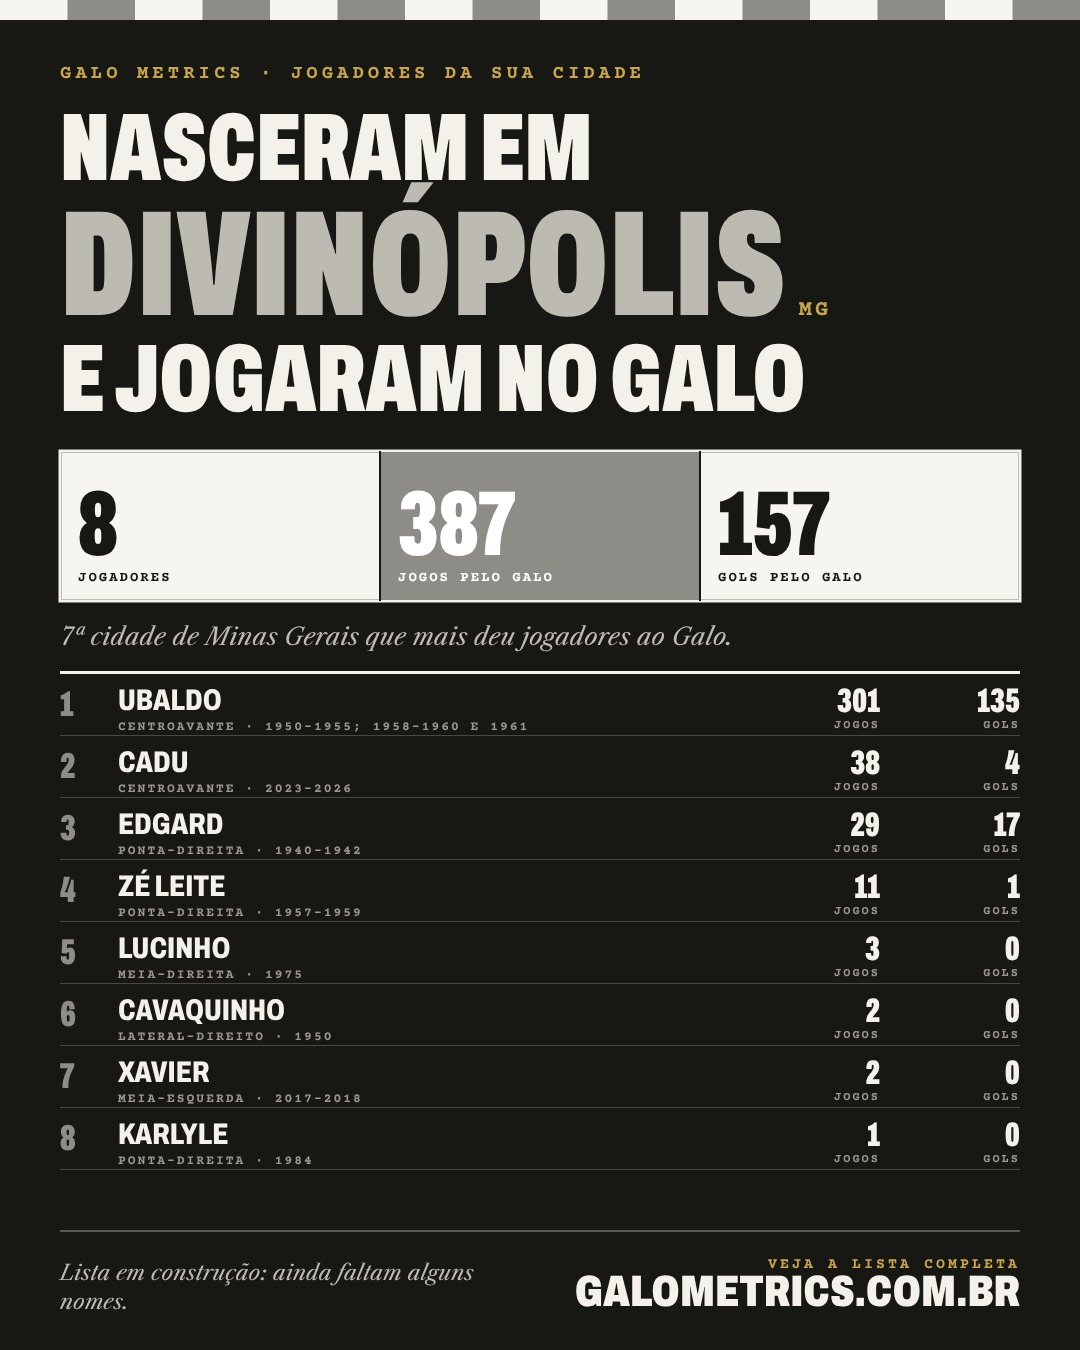 GALO METRICS · JOGADORES DA SUA CIDADE
NASCERAM EM
DIVINÓPOLIS MG
E JOGARAM NO GALO
8 387 157
JOGADORES JOGOS PELO GALO GOLS PELO GALO
7ª cidade de Minas Gerais que mais deu jogadores ao Galo.
1 UBALDO 301 135
CENTROAVANTE · 1950-1955; 1958-1960 E 1961 JOGOS GOLS
2 CADU 38 4
CENTROAVANTE · 2023-2026 JOGOS GOLS
3 EDGARD 29 17
PONTA-DIREITA · 1940-1942 JOGOS GOLS
4 ZÉ LEITE 11 1
PONTA-DIREITA · 1957-1959 JOGOS GOLS
5 LUCINHO 3 0
MEIA-DIREITA · 1975 JOGOS GOLS
6 CAVAQUINHO 2 0
LATERAL-DIREITO · 1950 JOGOS GOLS
7 XAVIER 2 0
MEIA-ESQUERDA · 2017-2018 JOGOS GOLS
8 KARLYLE 1 0
PONTA-DIREITA · 1984 JOGOS GOLS
Lista em construção: ainda faltam alguns
nomes.
VEJA A LISTA COMPLETA
GALOMETRICS.COM.BR